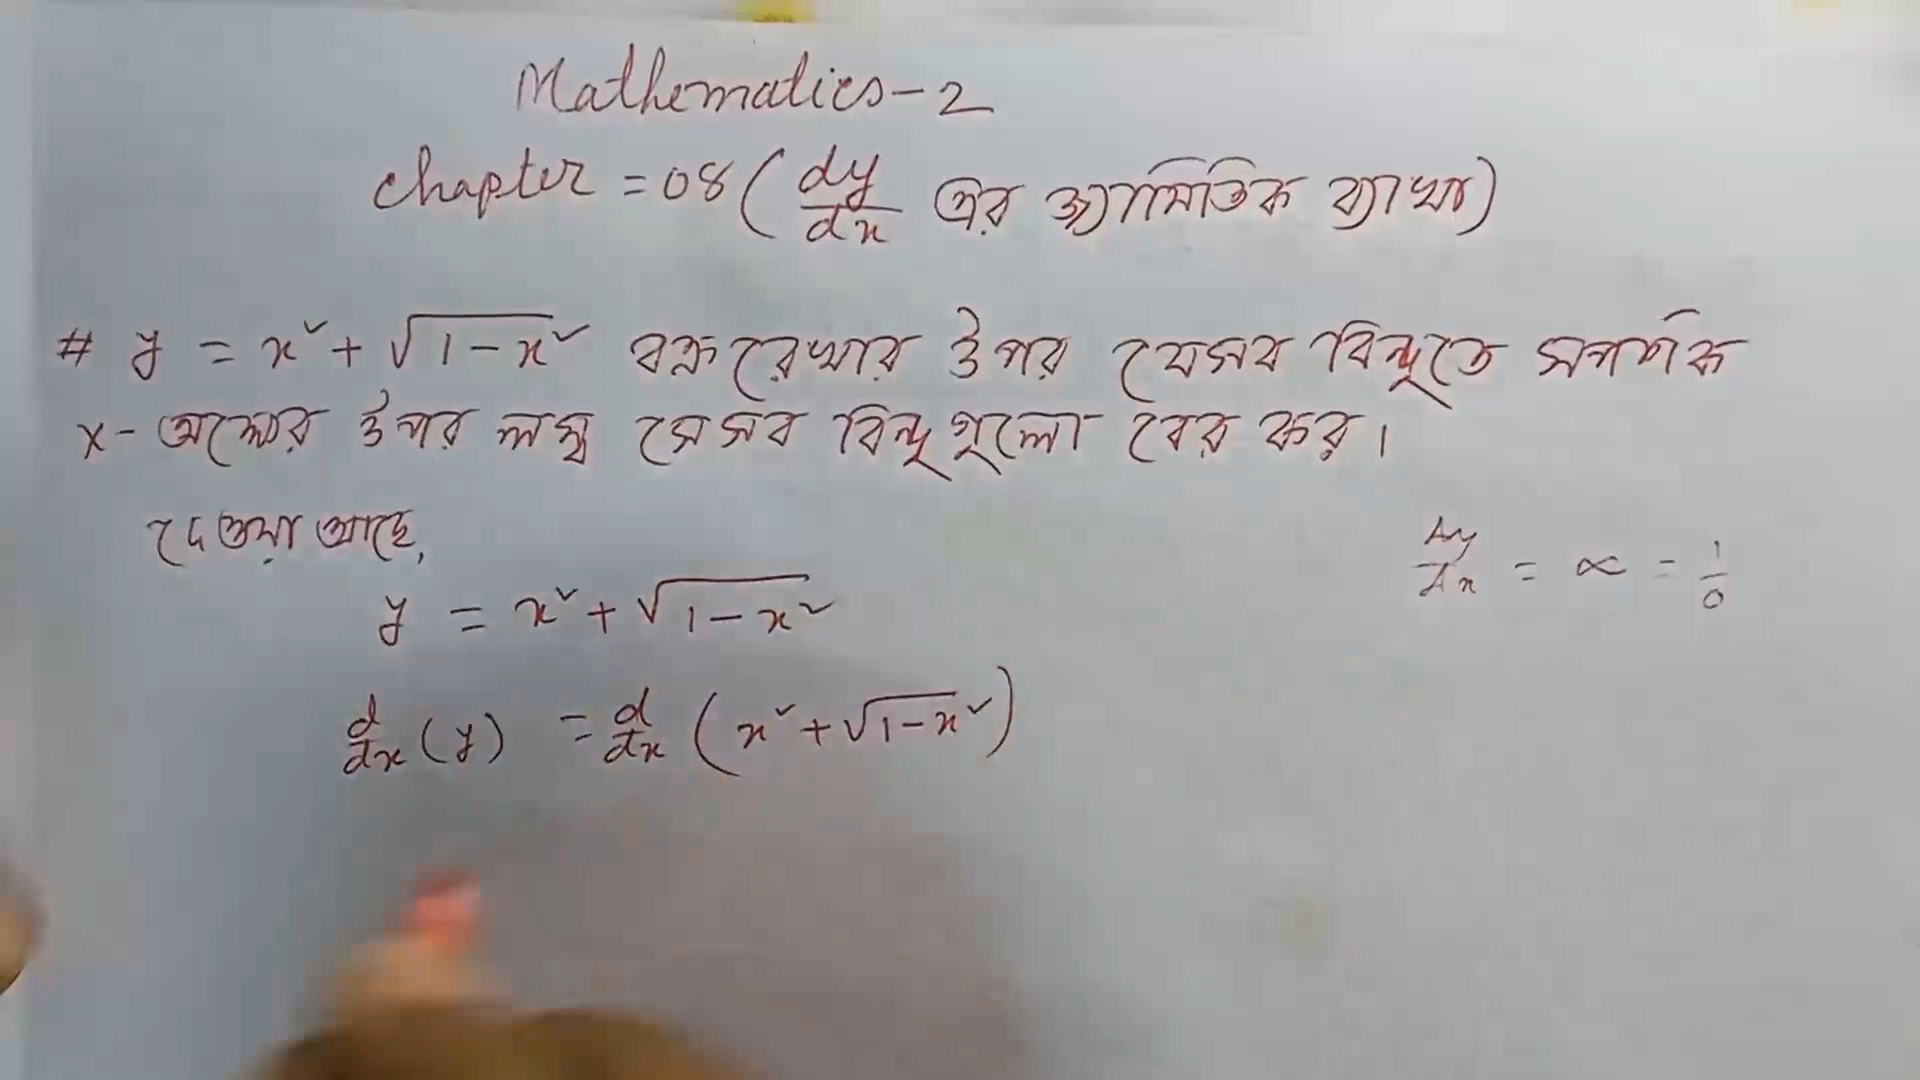 Mathematics-2
Chapter = 08 ( dy/dx এর জ্যামিতিক ব্যাখা)
# y = x² + √1-x² বক্ররেখার উপর যেসব বিন্দুতে স্পর্শক
x- অক্ষের উপর লম্ব সেসব বিন্দুগুলো বের কর।
দেওয়া আছে,
dy/dx = ∝ = 1/0
y = x² + √1-x²
d/dx (y) = d/dx (x² + √1-x²)